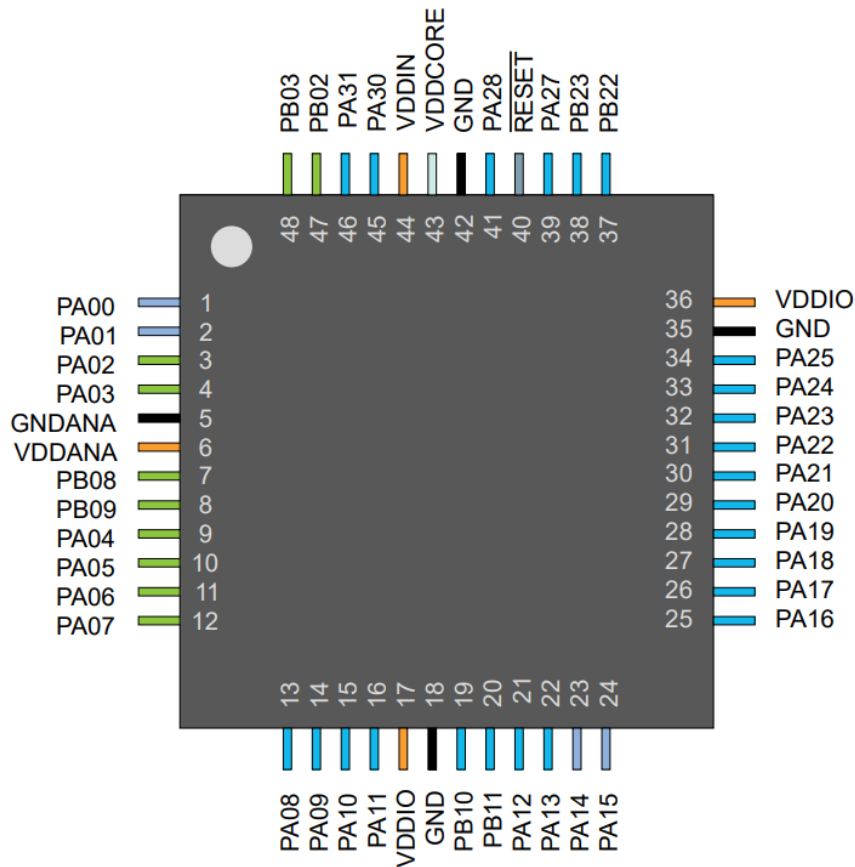 PB03 PB02 PA31 PA30 VDDIN VDDCORE GND PA28 RESET PA27 PB23 PB22
48 47 46 45 44 43 42 41 40 39 38 37
PA00 1
PA01 2
PA02 3
PA03 4
GNDANA 5
VDDANA 6
PB08 7
PB09 8
PA04 9
PA05 10
PA06 11
PA07 12
36 VDDIO
35 GND
34 PA25
33 PA24
32 PA23
31 PA22
30 PA21
29 PA20
28 PA19
27 PA18
26 PA17
25 PA16
13 14 15 16 17 18 19 20 21 22 23 24
PA08 PA09 PA10 PA11 VDDIO GND PB10 PB11 PA12 PA13 PA14 PA15